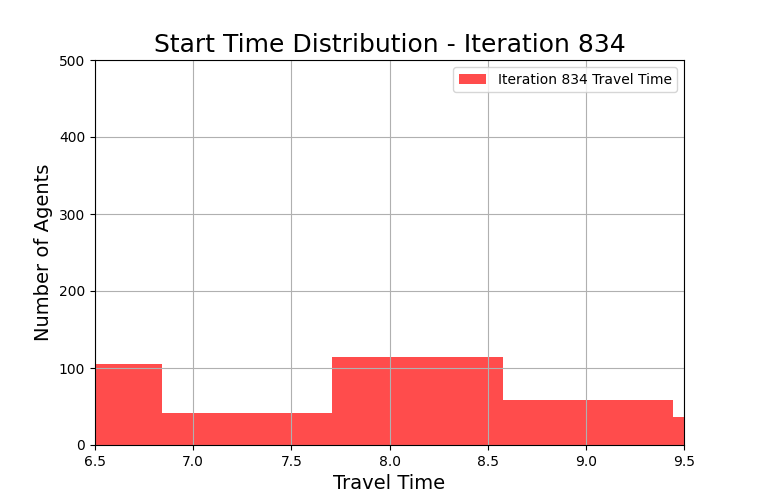 Start Time Distribution - Iteration 834
Iteration 834 Travel Time
Number of Agents
500
400
300
200
100
0
6.5 7.0 7.5 8.0 8.5 9.0 9.5
Travel Time